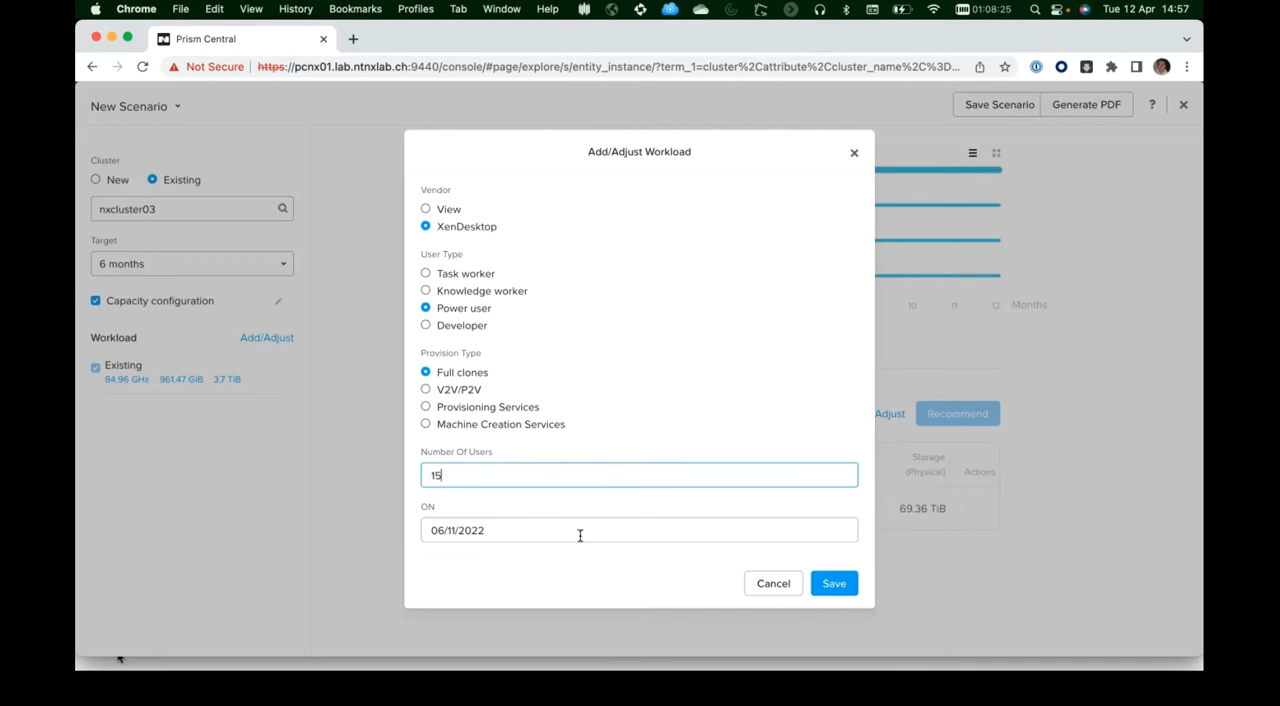 Chrome File Edit View History Bookmarks Profiles Tab Window Help 01:08:25 Tue 12 Apr 14:57
Prism Central
Not Secure https://pcnx01.lab.ntnxlab.ch:9440/console/#page/explore/s/entity_instance/?term_1=cluster%2Cattribute%2Ccluster_name%2C%3D...
New Scenario Save Scenario Generate PDF ?
Add/Adjust Workload
Cluster
New Existing
nxcluster03
Target
6 months
Capacity configuration
Workload Add/Adjust
Existing
84.96 GHz 961.47 GiB 3.7 TiB
Vendor
View
XenDesktop
User Type
Task worker
Knowledge worker
Power user
Developer
Provision Type
Full clones
V2V/P2V
Provisioning Services
Machine Creation Services
Number Of Users
15
ON
06/11/2022
Cancel Save
10 11 12 Months
Adjust Recommend
Storage
(Physical) Actions
69.36 TiB